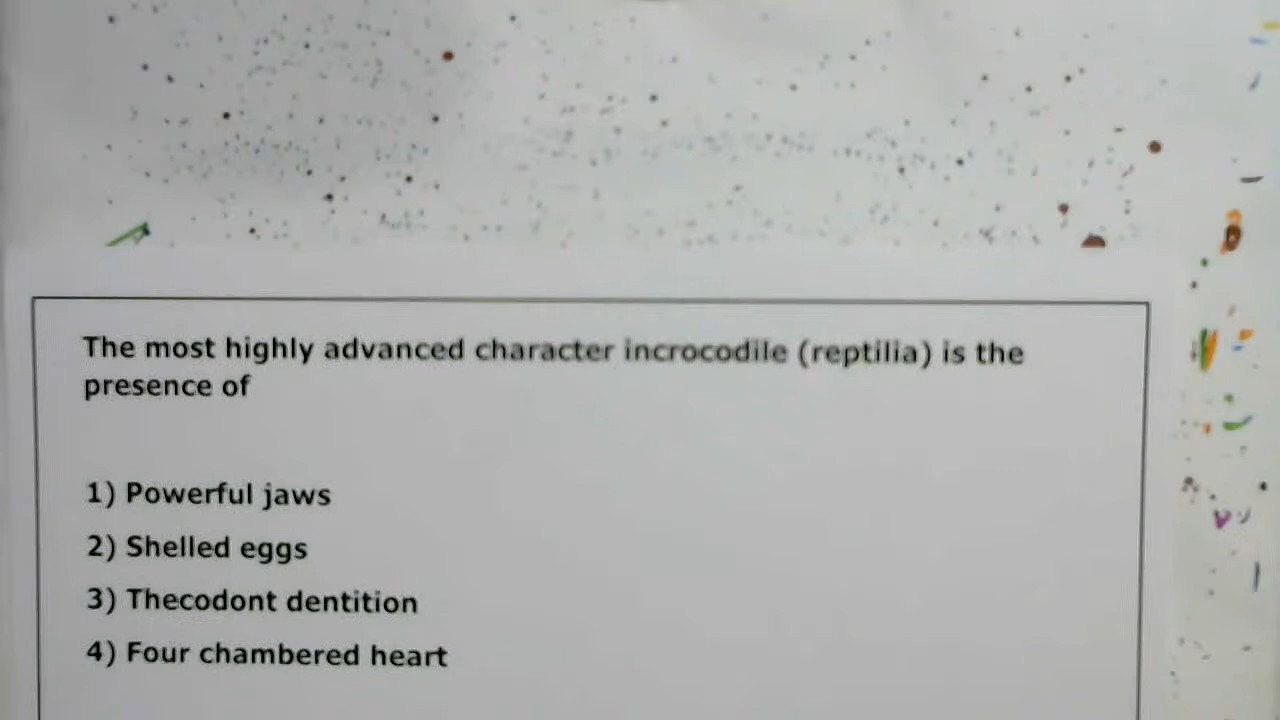 The most highly advanced character incrocodile (reptilia) is the
presence of
1) Powerful jaws
2) Shelled eggs
3) Thecodont dentition
4) Four chambered heart